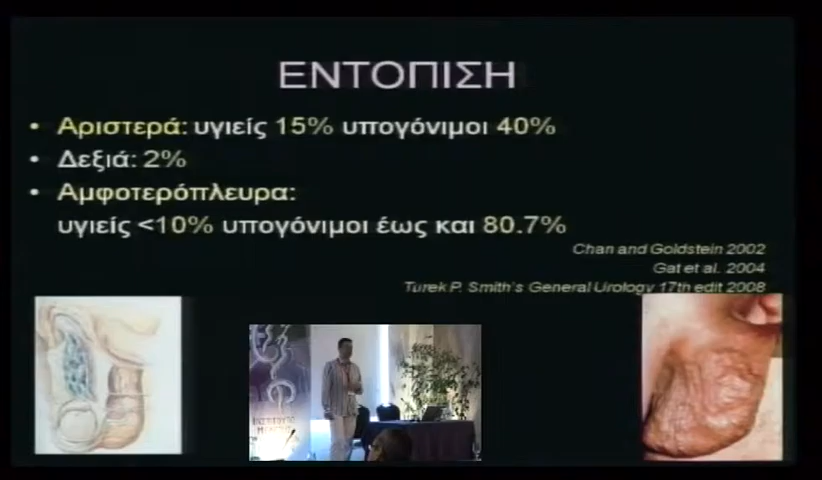 ΕΝΤΟΠΙΣΗ
• Αριστερά: υγιείς 15% υπογόνιμοι 40%
• Δεξιά: 2%
• Αμφοτερόπλευρα:
υγιείς <10% υπογόνιμοι έως και 80.7%
Chan and Goldstein 2002
Gat et al. 2004
Turek P. Smith's General Urology 17th edit 2008